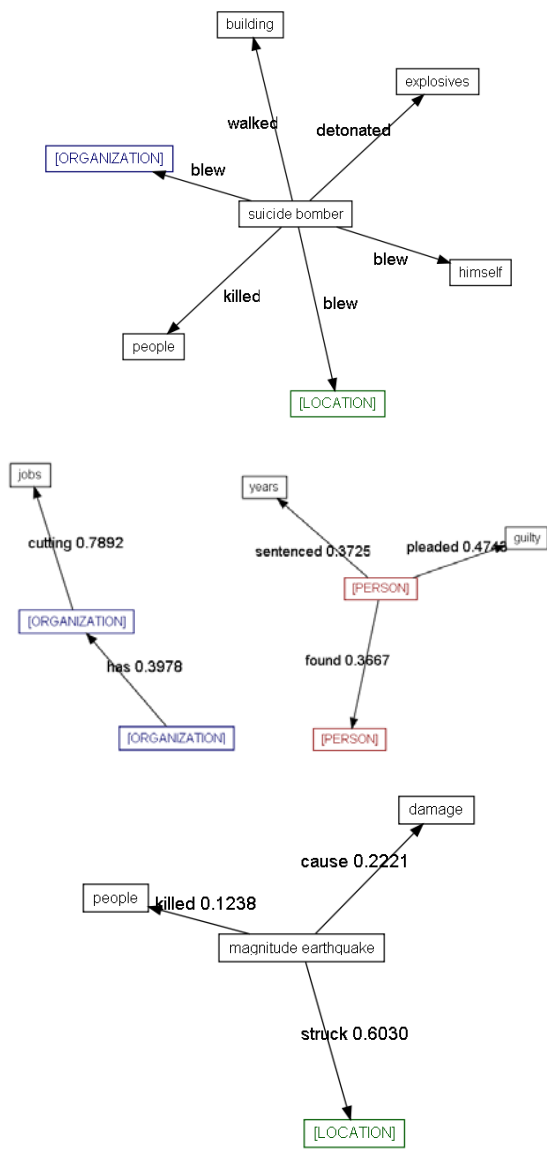 building
explosives
walked
detonated
[ORGANIZATION]
blew
suicide bomber
blew
himself
killed
blew
people
[LOCATION]
jobs
cutting 0.7892
[ORGANIZATION]
has 0.3978
[ORGANIZATION]
years
guilty
sentenced 0.3725
pleaded 0.4743
[PERSON]
found 0.3667
[PERSON]
damage
cause 0.2221
people
killed 0.1238
magnitude earthquake
struck 0.6030
[LOCATION]